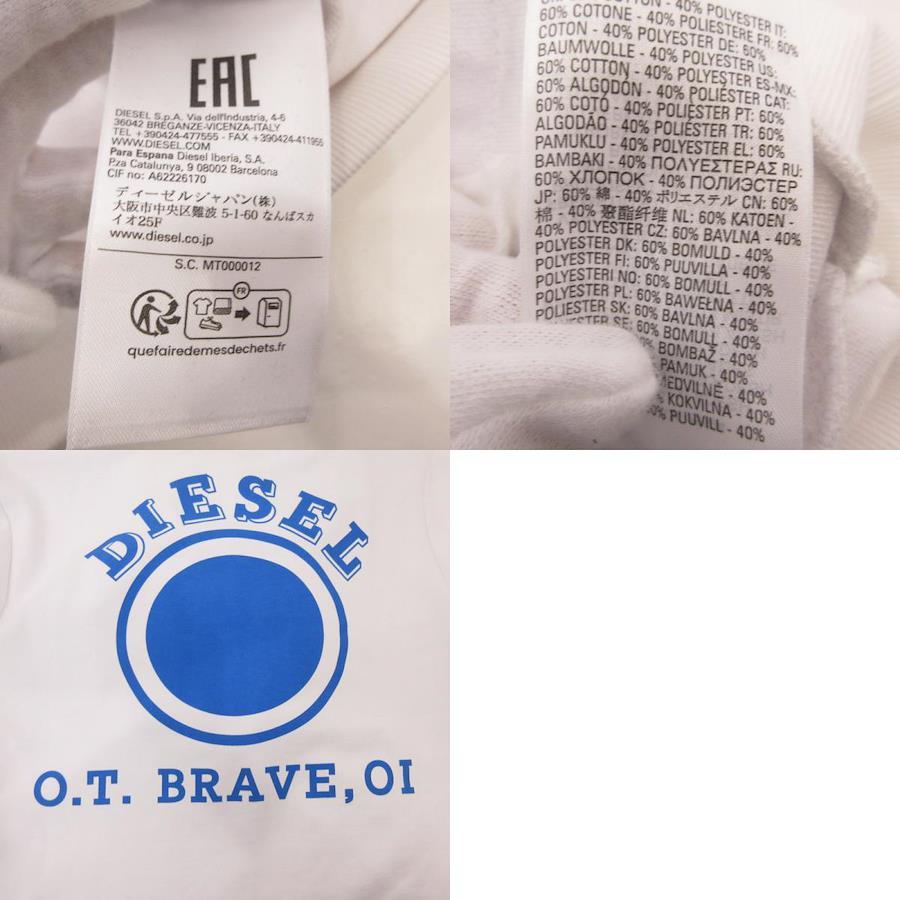 EAC
DIESEL S.p.A. Via dell'Industria, 4-6
36042 BREGANZE-VICENZA-ITALY
TEL +390424-477555 - FAX +390424-411955
WWW.DIESEL.COM
Para Espana Diesel Iberia, S.A.
P.za Catalunya, 9 08002 Barcelona
CIF no: A62226170
ディーゼルジャパン(株)
大阪市中央区難波 5-1-60 なんばスカ
イオ25F
www.diesel.co.jp
S.C. MT000012
FR
quefairedemesdechets.fr
COTTON - 40% POLYESTER IT:
60% COTONE - 40% POLIESTERE FR: 60%
COTON - 40% POLYESTER DE: 60%
BAUMWOLLE - 40% POLYESTER US:
60% COTTON - 40% POLYESTER ES-MX:
60% ALGODÓN - 40% POLIÉSTER CAT:
60% COTÓ - 40% POLIÈSTER PT: 60%
ALGODÃO - 40% POLIÉSTER TR: 60%
PAMUKLU - 40% POLYESTER EL: 60%
ΒΑΜΒΑΚΙ - 40% ΠΟΛΥΕΣΤΕΡΑΣ RU:
60% ХЛОПОК - 40% ПОЛИЭСТЕР
JP: 60% 綿 - 40% ポリエステル CN: 60%
棉 - 40% 聚酯纤维 NL: 60% KATOEN -
40% POLYESTER CZ: 60% BAVLNA - 40%
POLYESTER DK: 60% BOMULD - 40%
POLYESTER FI: 60% PUUVILLA - 40%
POLYESTERI NO: 60% BOMULL - 40%
POLYESTER PL: 60% BAWEŁNA - 40%
POLIESTER SK: 60% BAVLNA - 40%
POLYESTER SE: 60% BOMULL - 40%
BOMBAŽ - 40%
PAMUK - 40%
MEDVILNĖ - 40%
KOKVILNA - 40%
PUUVILL - 40%
DIESEL
O.T. BRAVE, OI